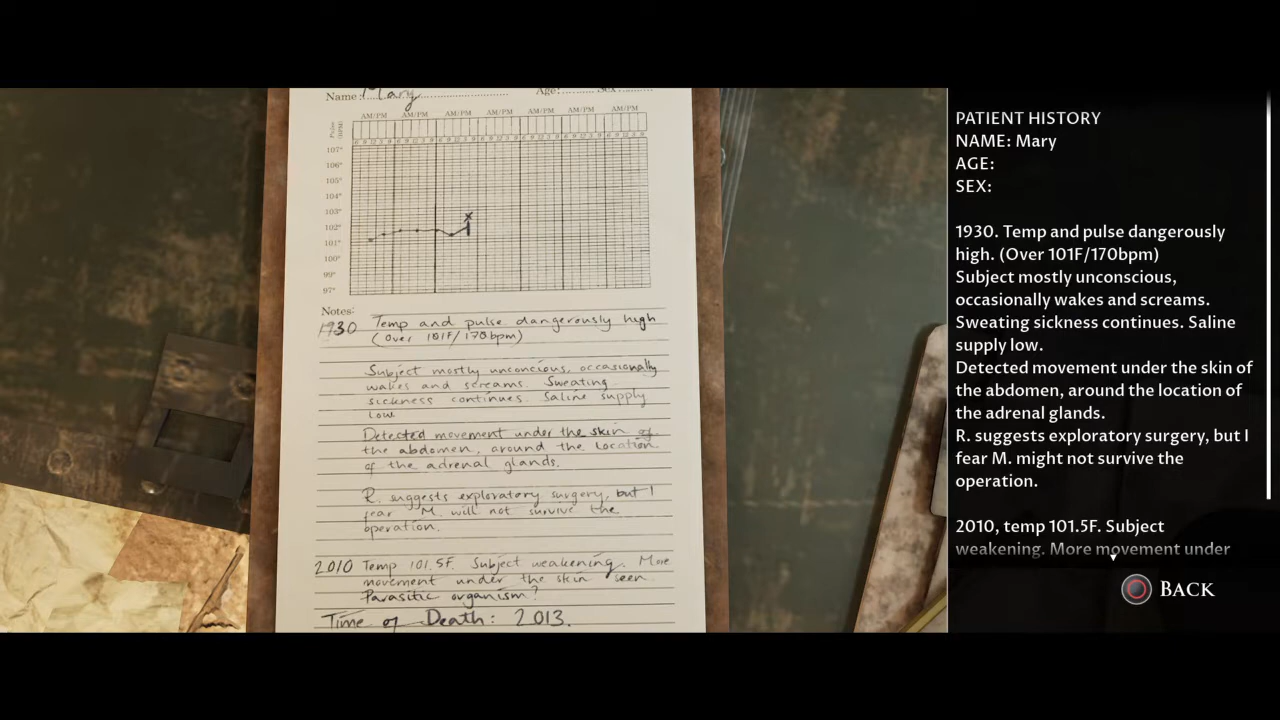 Name: Mary Age: Sex
AM/PM AM/PM AM/PM AM/PM AM/PM AM/PM AM/PM
Pulse
(BPM)
107°
106°
105°
104°
103°
102°
101°
100°
99°
98°
97°
Notes:
1930 Temp and pulse dangerously high
(Over 101F/170bpm)
Subject mostly unconcious, occasionally
wakes and screams. Sweating
sickness continues. Saline supply
low.
Detected movement under the skin of
the abdomen, around the location
of the adrenal glands.
R. suggests exploratory surgery, but I
fear M. will not survive the
operation.
2010 Temp 101.5F. Subject weakening. More
movement under the skin seen.
Parasitic organism?
Time of Death: 2013.
PATIENT HISTORY
NAME: Mary
AGE:
SEX:
1930. Temp and pulse dangerously
high. (Over 101F/170bpm)
Subject mostly unconscious,
occasionally wakes and screams.
Sweating sickness continues. Saline
supply low.
Detected movement under the skin of
the abdomen, around the location of
the adrenal glands.
R. suggests exploratory surgery, but I
fear M. might not survive the
operation.
2010, temp 101.5F. Subject
weakening. More movement under
BACK